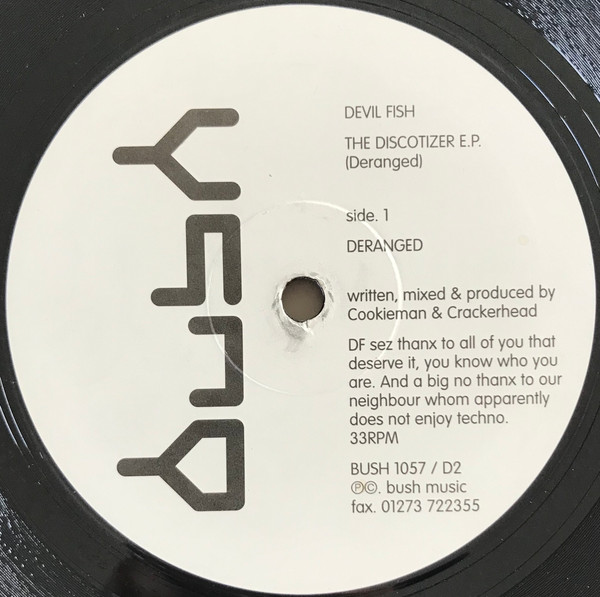 bush
DEVIL FISH
THE DISCOTIZER E.P.
(Deranged)
side. 1
DERANGED
written, mixed & produced by
Cookieman & Crackerhead
DF sez thanx to all of you that
deserve it, you know who you
are. And a big no thanx to our
neighbour whom apparently
does not enjoy techno.
33RPM
BUSH 1057 / D2
℗©. bush music
fax. 01273 722355